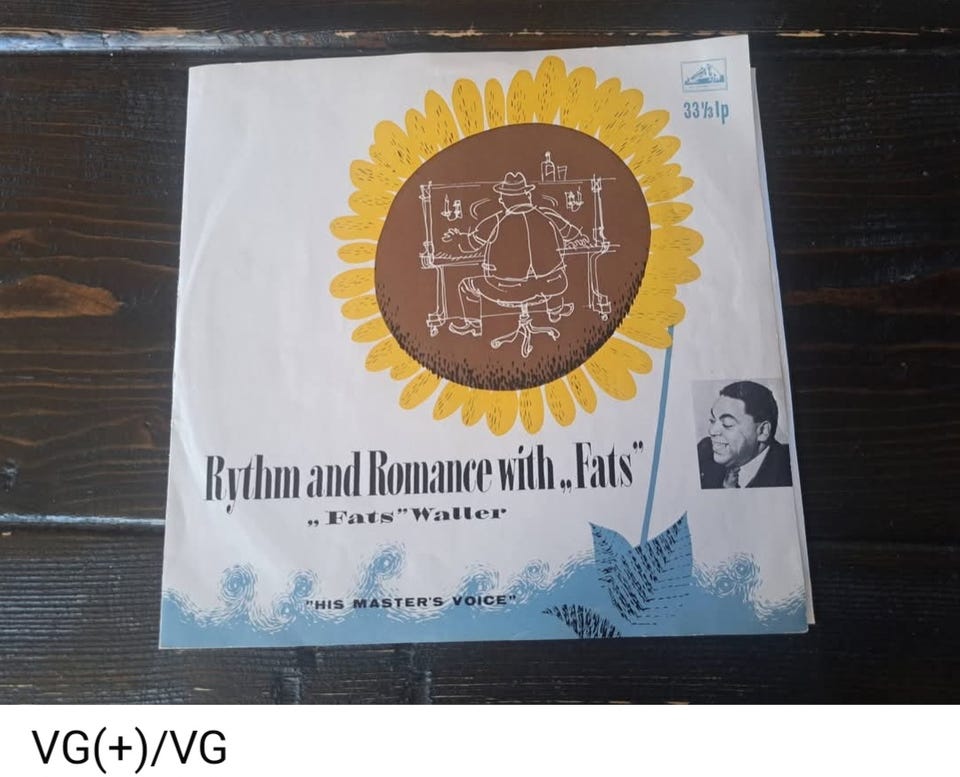 33⅓ lp
Rythm and Romance with „Fats”
„Fats” Waller
"HIS MASTER'S VOICE"
VG(+)/VG